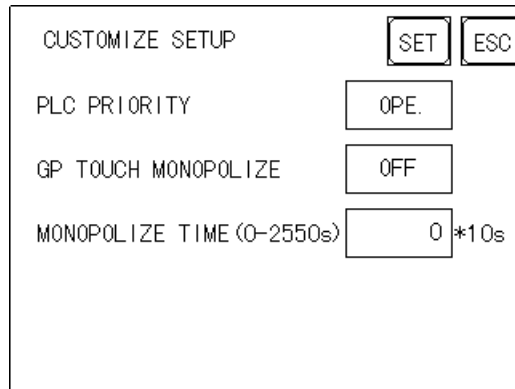 CUSTOMIZE SETUP SET ESC
PLC PRIORITY OPE.
GP TOUCH MONOPOLIZE OFF
MONOPOLIZE TIME(0-2550s) 0 *10s